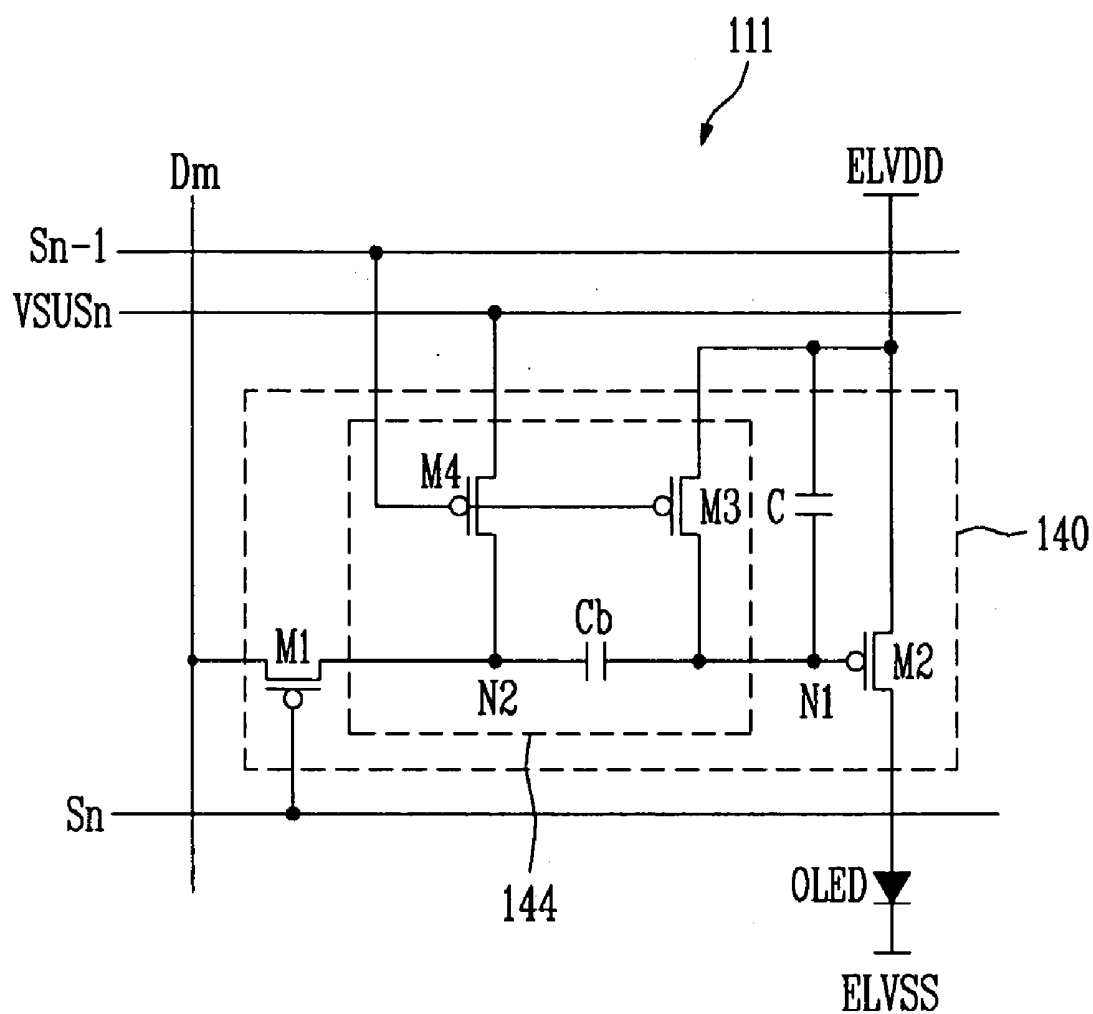 111
Dm
ELVDD
Sn-1
VSUSn
M4
M3
C
140
Cb
M1
M2
N2
N1
Sn
OLED
144
ELVSS